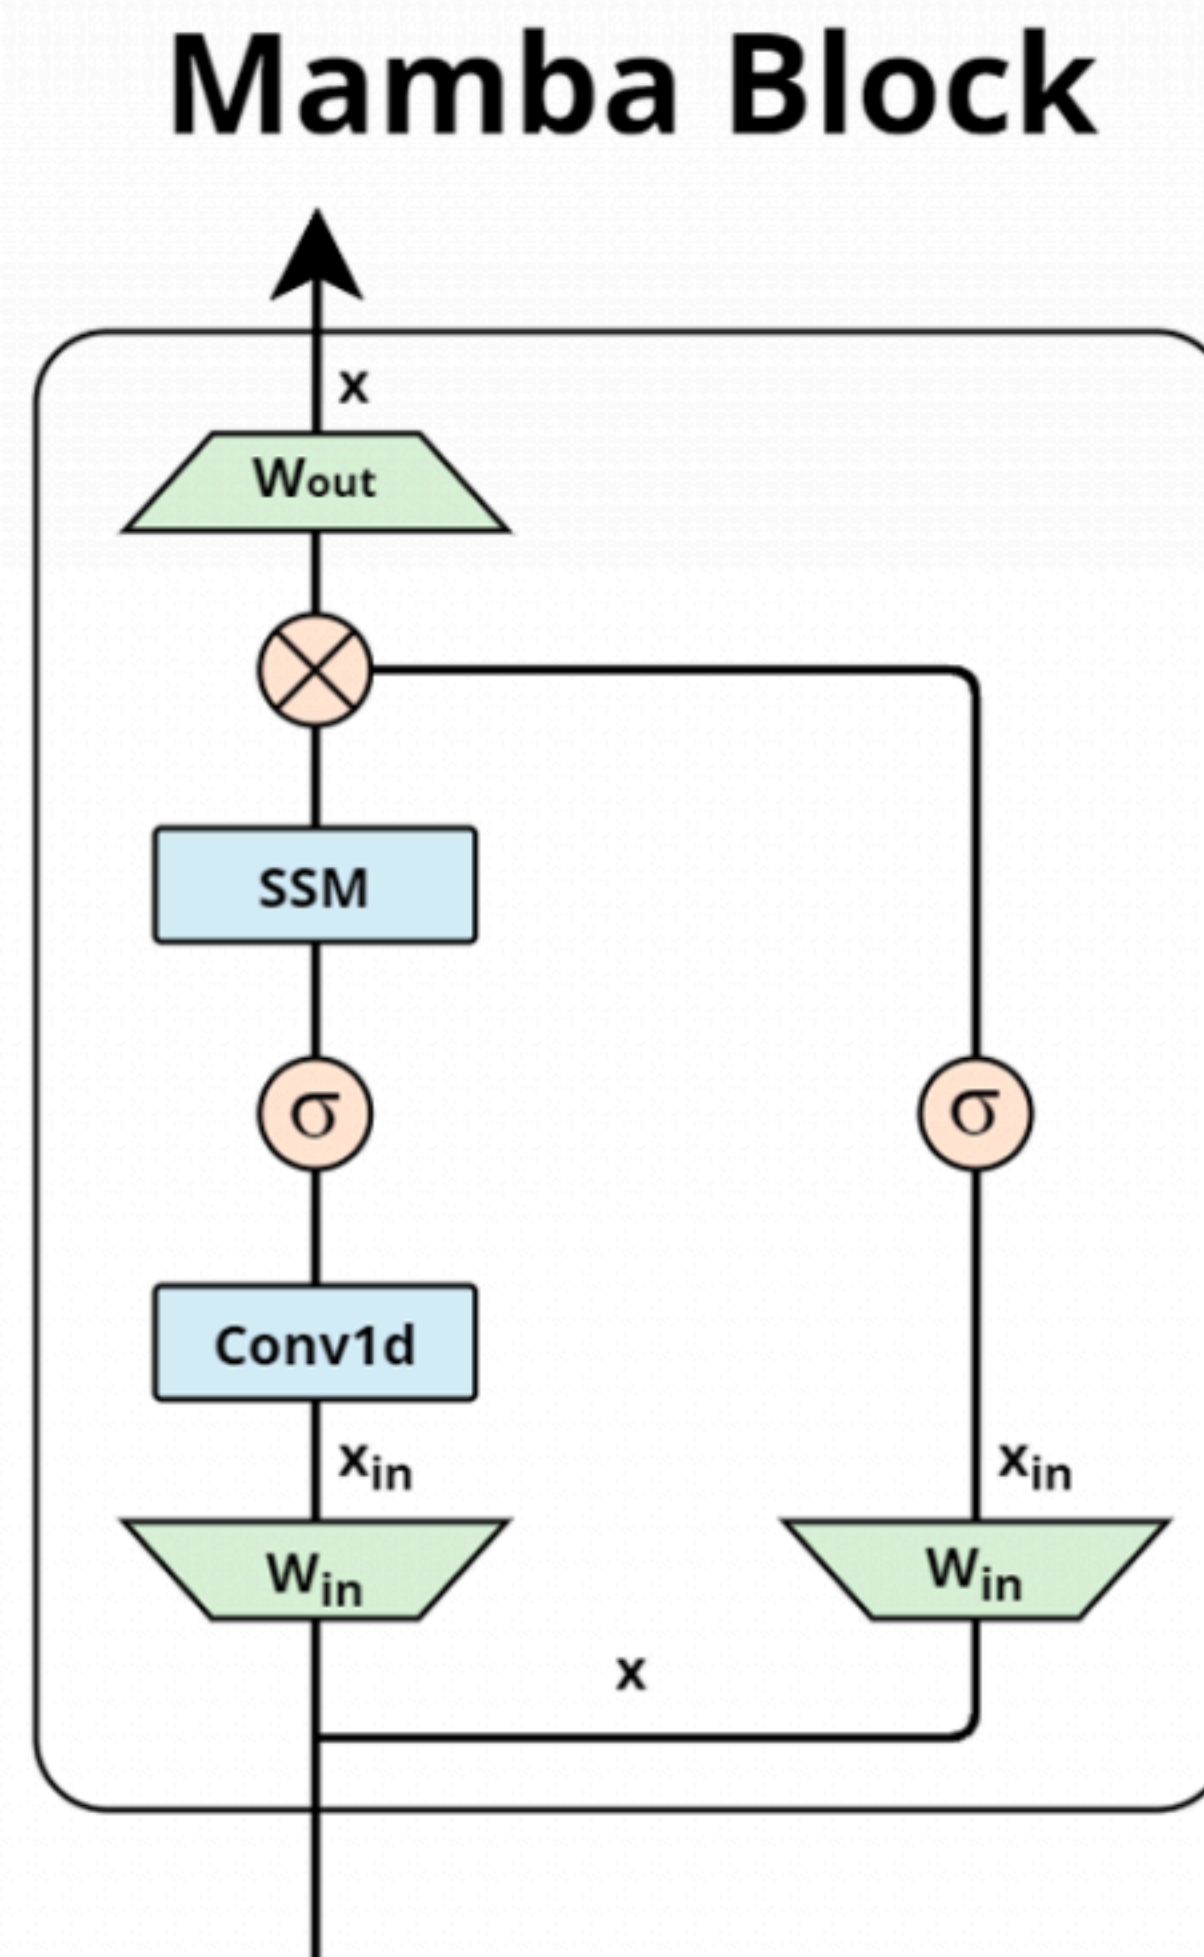 Mamba Block
x
Wout
SSM
σ σ
Conv1d
xin xin
Win Win
x